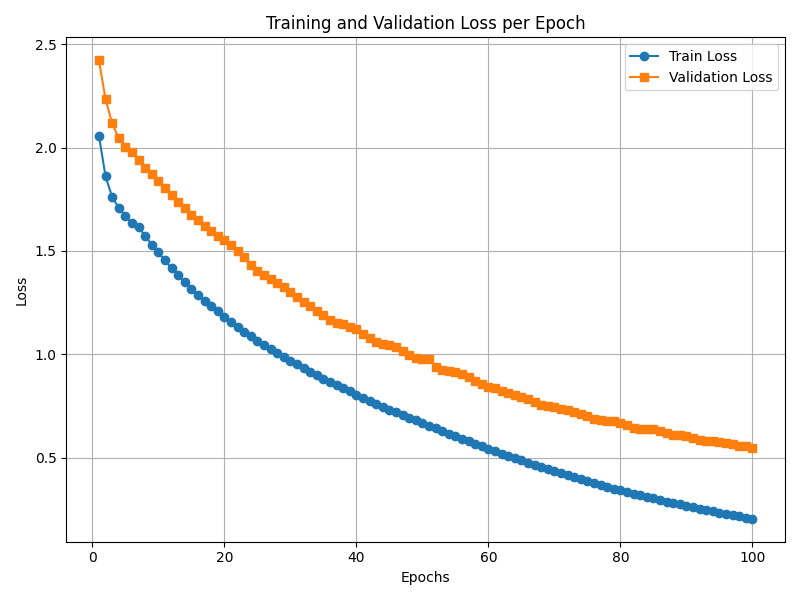 Training and Validation Loss per Epoch
2.5
Train Loss
Validation Loss
2.0
1.5
Loss
1.0
0.5
0 20 40 60 80 100
Epochs